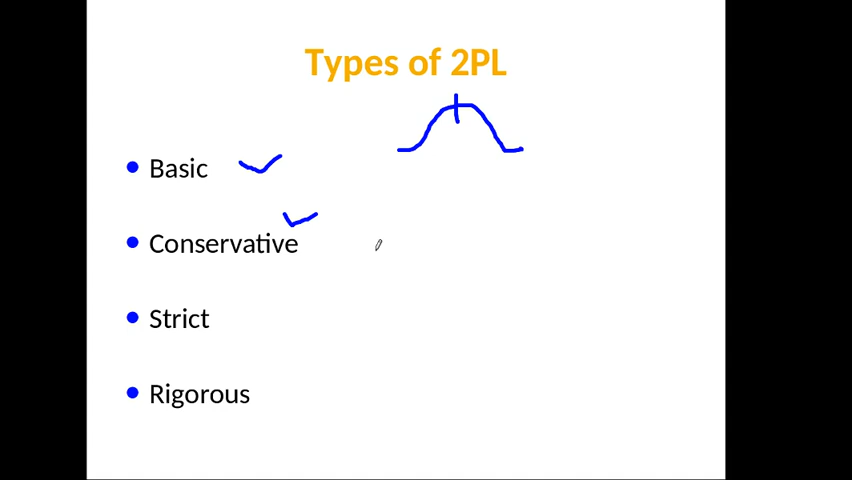 Types of 2PL
Basic
Conservative
Strict
Rigorous